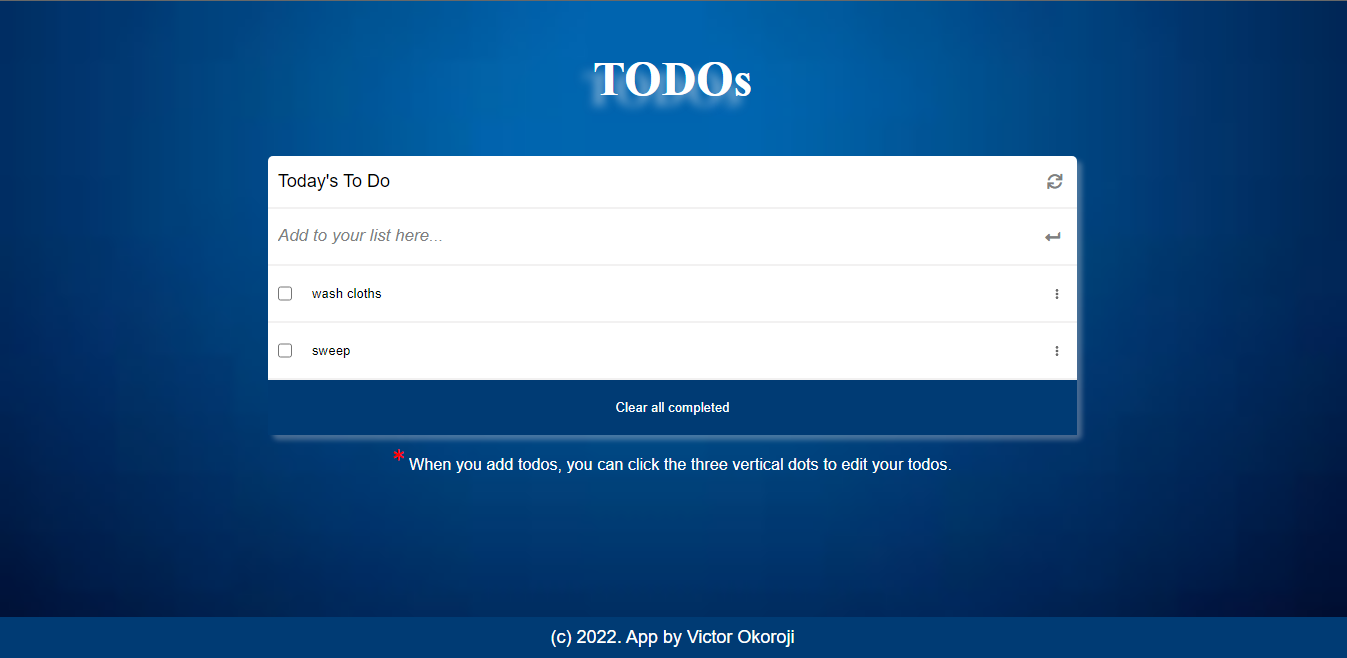 TODOs
Today's To Do
Add to your list here...
wash cloths
sweep
Clear all completed
* When you add todos, you can click the three vertical dots to edit your todos.
(c) 2022. App by Victor Okoroji